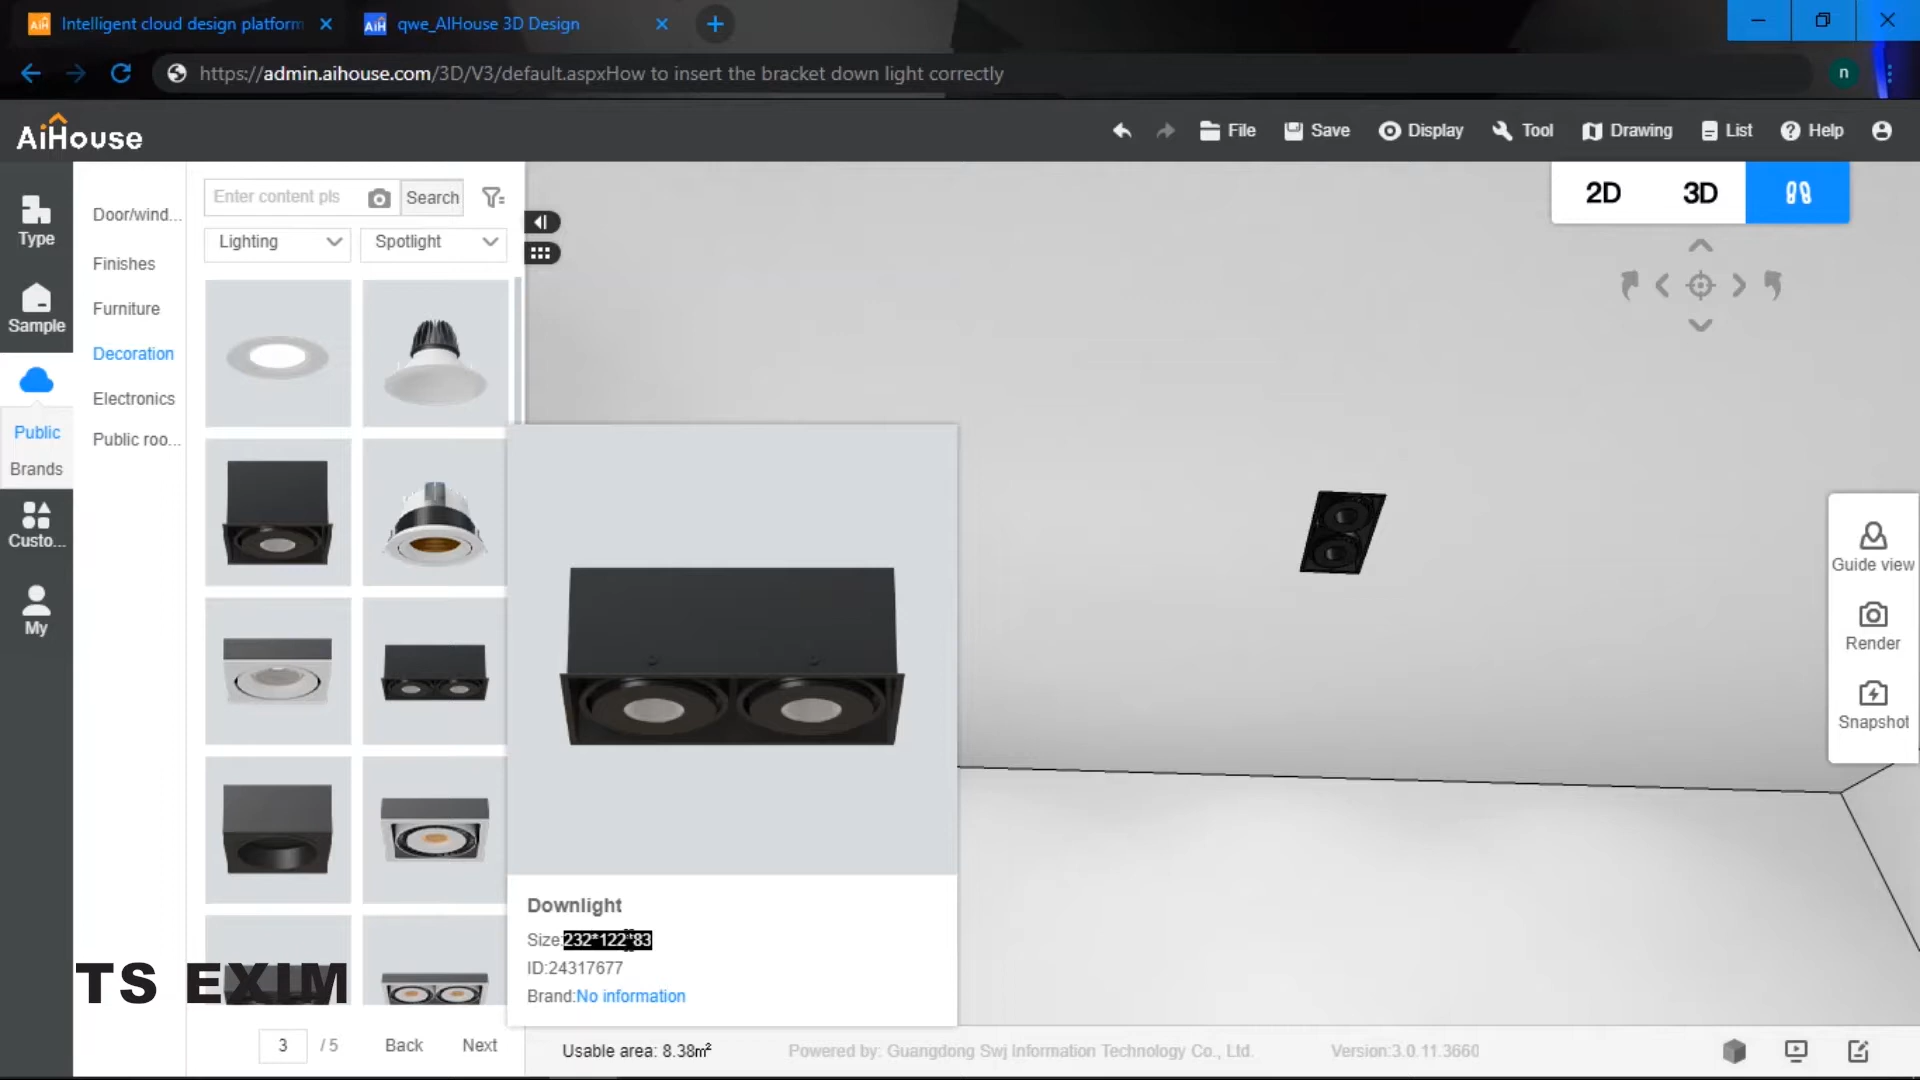 Intelligent cloud design platform
qwe_AIHouse 3D Design
https://admin.aihouse.com/3D/V3/default.aspxHow to insert the bracket down light correctly
n
AiHouse
File
Save
Display
Tool
Drawing
List
Help
Type
Sample
Public
Brands
Custo...
My
Door/wind...
Finishes
Furniture
Decoration
Electronics
Public roo...
Enter content pls
Search
Lighting
Spotlight
2D
3D
Guide view
Render
Snapshot
Downlight
Size:232*122*83
ID:24317677
Brand:No information
TS EXIM
3 / 5
Back
Next
Usable area: 8.38m²
Powered by: Guangdong Swj Information Technology Co., Ltd.
Version:3.0.11.3660